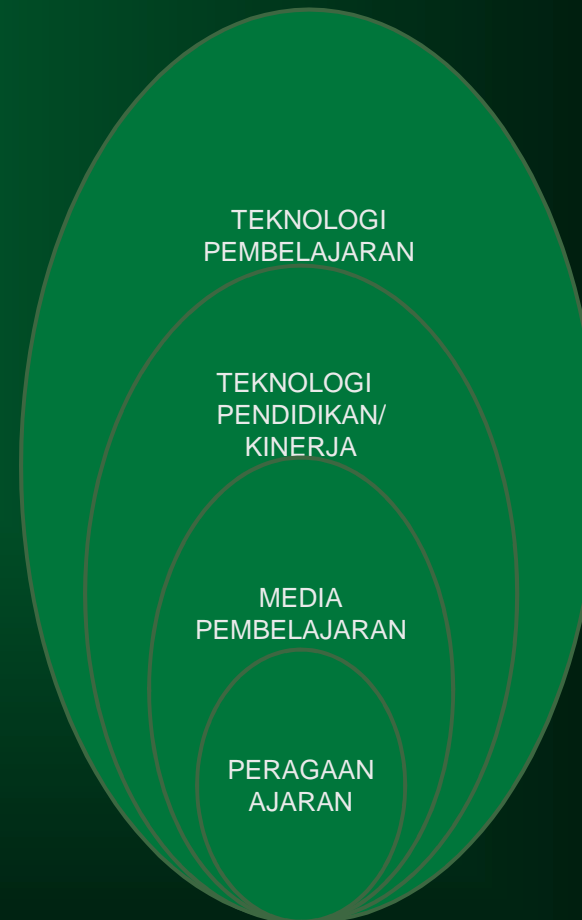 TEKNOLOGI
PEMBELAJARAN
TEKNOLOGI
PENDIDIKAN/
KINERJA
MEDIA
PEMBELAJARAN
PERAGAAN
AJARAN